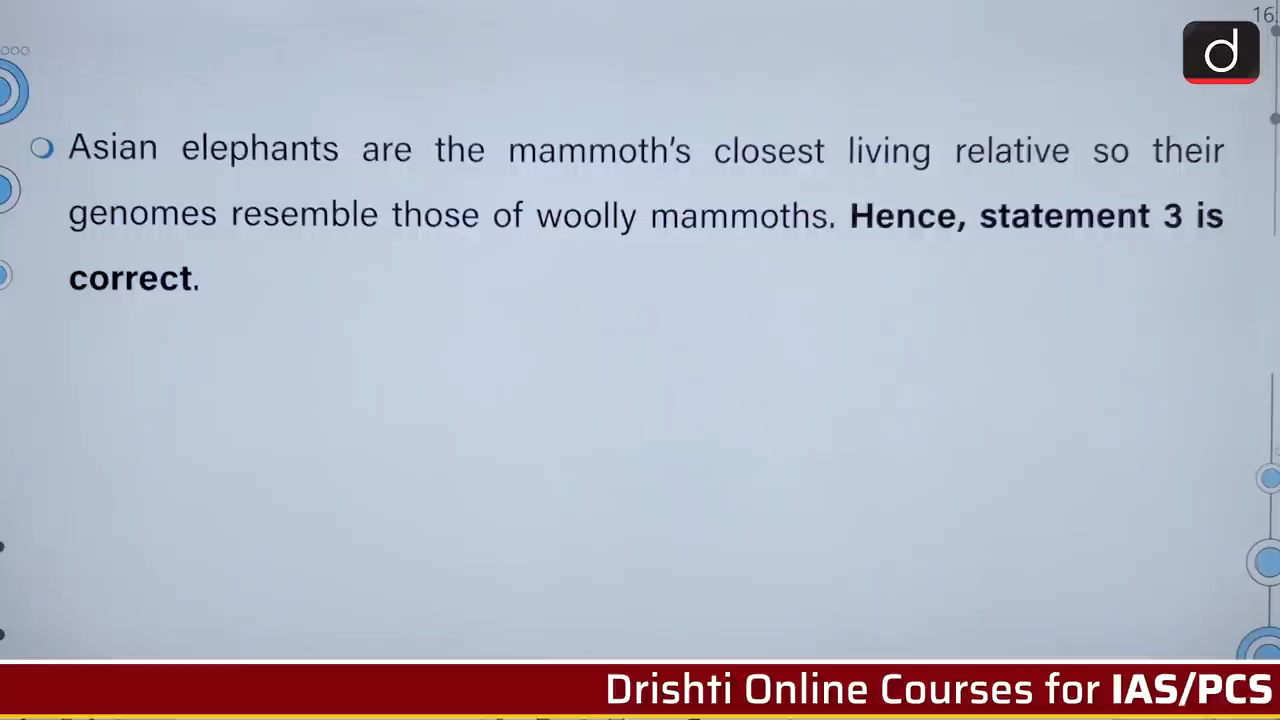 16
Asian elephants are the mammoth's closest living relative so their
genomes resemble those of woolly mammoths. Hence, statement 3 is
correct.
Drishti Online Courses for IAS/PCS